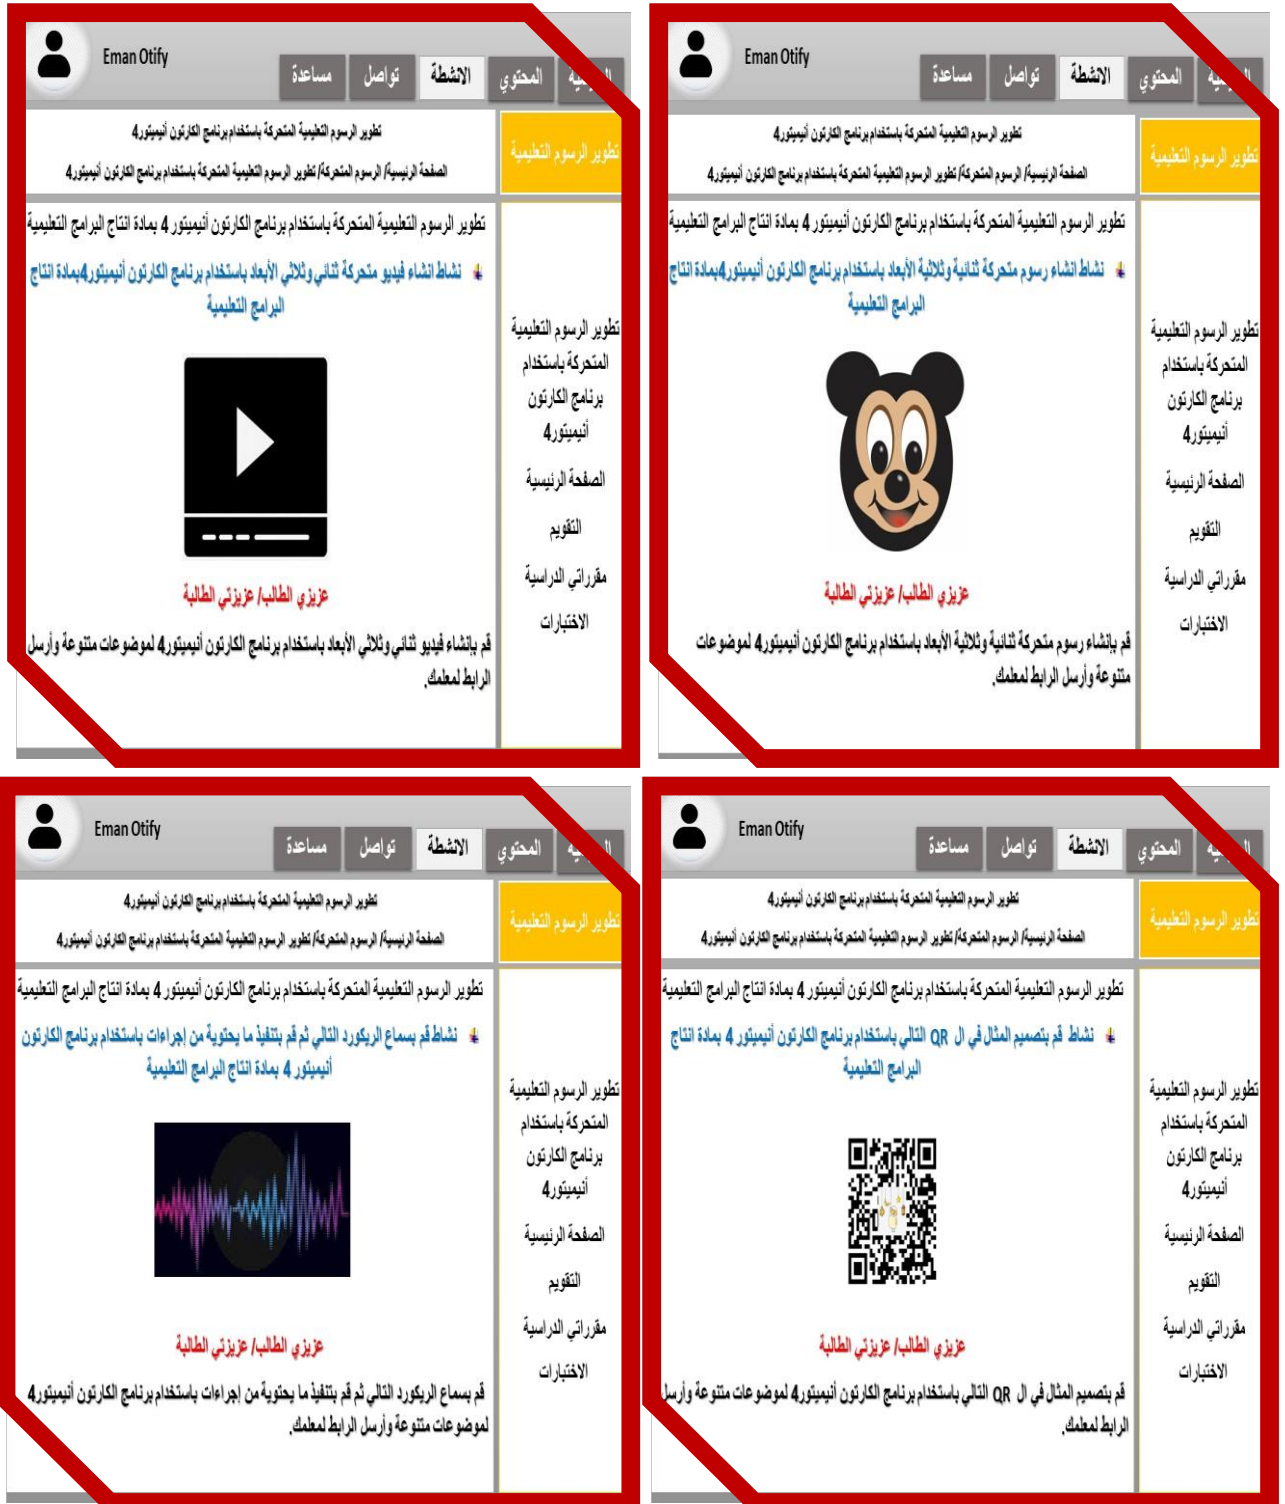 Eman Otify
المحتوي
الانشطة
تواصل
مساعدة
تطوير الرسوم التعليمية
تطوير الرسوم التعليمية المتحركة باستخدام برنامج الكارتون أنيميتور4
الصفحة الرئيسية/ الرسوم المتحركة/ تطوير الرسوم التعليمية المتحركة باستخدام برنامج الكارتون أنيميتور4
تطوير الرسوم التعليمية
المتحركة باستخدام
برنامج الكارتون
أنيميتور4
الصفحة الرئيسية
التقويم
مقرراتي الدراسية
الاختبارات
تطوير الرسوم التعليمية المتحركة باستخدام برنامج الكارتون أنيميتور 4 بمادة انتاج البرامج التعليمية
نشاط انشاء رسوم متحركة ثنائية وثلاثية الأبعاد باستخدام برنامج الكارتون أنيميتور4بمادة انتاج
البرامج التعليمية
عزيزي الطالب/ عزيزتي الطالبة
قم بإنشاء رسوم متحركة ثنائية وثلاثية الأبعاد باستخدام برنامج الكارتون أنيميتور4 لموضوعات
متنوعة وأرسل الرابط لمعلمك.
Eman Otify
المحتوي
الانشطة
تواصل
مساعدة
تطوير الرسوم التعليمية
تطوير الرسوم التعليمية المتحركة باستخدام برنامج الكارتون أنيميتور4
الصفحة الرئيسية/ الرسوم المتحركة/ تطوير الرسوم التعليمية المتحركة باستخدام برنامج الكارتون أنيميتور4
تطوير الرسوم التعليمية
المتحركة باستخدام
برنامج الكارتون
أنيميتور4
الصفحة الرئيسية
التقويم
مقرراتي الدراسية
الاختبارات
تطوير الرسوم التعليمية المتحركة باستخدام برنامج الكارتون أنيميتور 4 بمادة انتاج البرامج التعليمية
نشاط انشاء فيديو متحركة ثنائي وثلاثي الأبعاد باستخدام برنامج الكارتون أنيميتور4بمادة انتاج
البرامج التعليمية
عزيزي الطالب/ عزيزتي الطالبة
قم بإنشاء فيديو ثنائي وثلاثي الأبعاد باستخدام برنامج الكارتون أنيميتور4 لموضوعات متنوعة وأرسل
الرابط لمعلمك.
Eman Otify
المحتوي
الانشطة
تواصل
مساعدة
تطوير الرسوم التعليمية
تطوير الرسوم التعليمية المتحركة باستخدام برنامج الكارتون أنيميتور4
الصفحة الرئيسية/ الرسوم المتحركة/ تطوير الرسوم التعليمية المتحركة باستخدام برنامج الكارتون أنيميتور4
تطوير الرسوم التعليمية
المتحركة باستخدام
برنامج الكارتون
أنيميتور4
الصفحة الرئيسية
التقويم
مقرراتي الدراسية
الاختبارات
تطوير الرسوم التعليمية المتحركة باستخدام برنامج الكارتون أنيميتور 4 بمادة انتاج البرامج التعليمية
نشاط قم بتصميم المثال في ال QR التالي باستخدام برنامج الكارتون أنيميتور 4 بمادة انتاج
البرامج التعليمية
عزيزي الطالب/ عزيزتي الطالبة
قم بتصميم المثال في ال QR التالي باستخدام برنامج الكارتون أنيميتور4 لموضوعات متنوعة وأرسل
الرابط لمعلمك.
Eman Otify
المحتوي
الانشطة
تواصل
مساعدة
تطوير الرسوم التعليمية
تطوير الرسوم التعليمية المتحركة باستخدام برنامج الكارتون أنيميتور4
الصفحة الرئيسية/ الرسوم المتحركة/ تطوير الرسوم التعليمية المتحركة باستخدام برنامج الكارتون أنيميتور4
تطوير الرسوم التعليمية
المتحركة باستخدام
برنامج الكارتون
أنيميتور4
الصفحة الرئيسية
التقويم
مقرراتي الدراسية
الاختبارات
تطوير الرسوم التعليمية المتحركة باستخدام برنامج الكارتون أنيميتور 4 بمادة انتاج البرامج التعليمية
نشاط قم بسماع الريكورد التالي ثم قم بتنفيذ ما يحتوية من إجراءات باستخدام برنامج الكارتون
أنيميتور 4 بمادة انتاج البرامج التعليمية
عزيزي الطالب/ عزيزتي الطالبة
قم بسماع الريكورد التالي ثم قم بتنفيذ ما يحتوية من إجراءات باستخدام برنامج الكارتون أنيميتور4
لموضوعات متنوعة وأرسل الرابط لمعلمك.